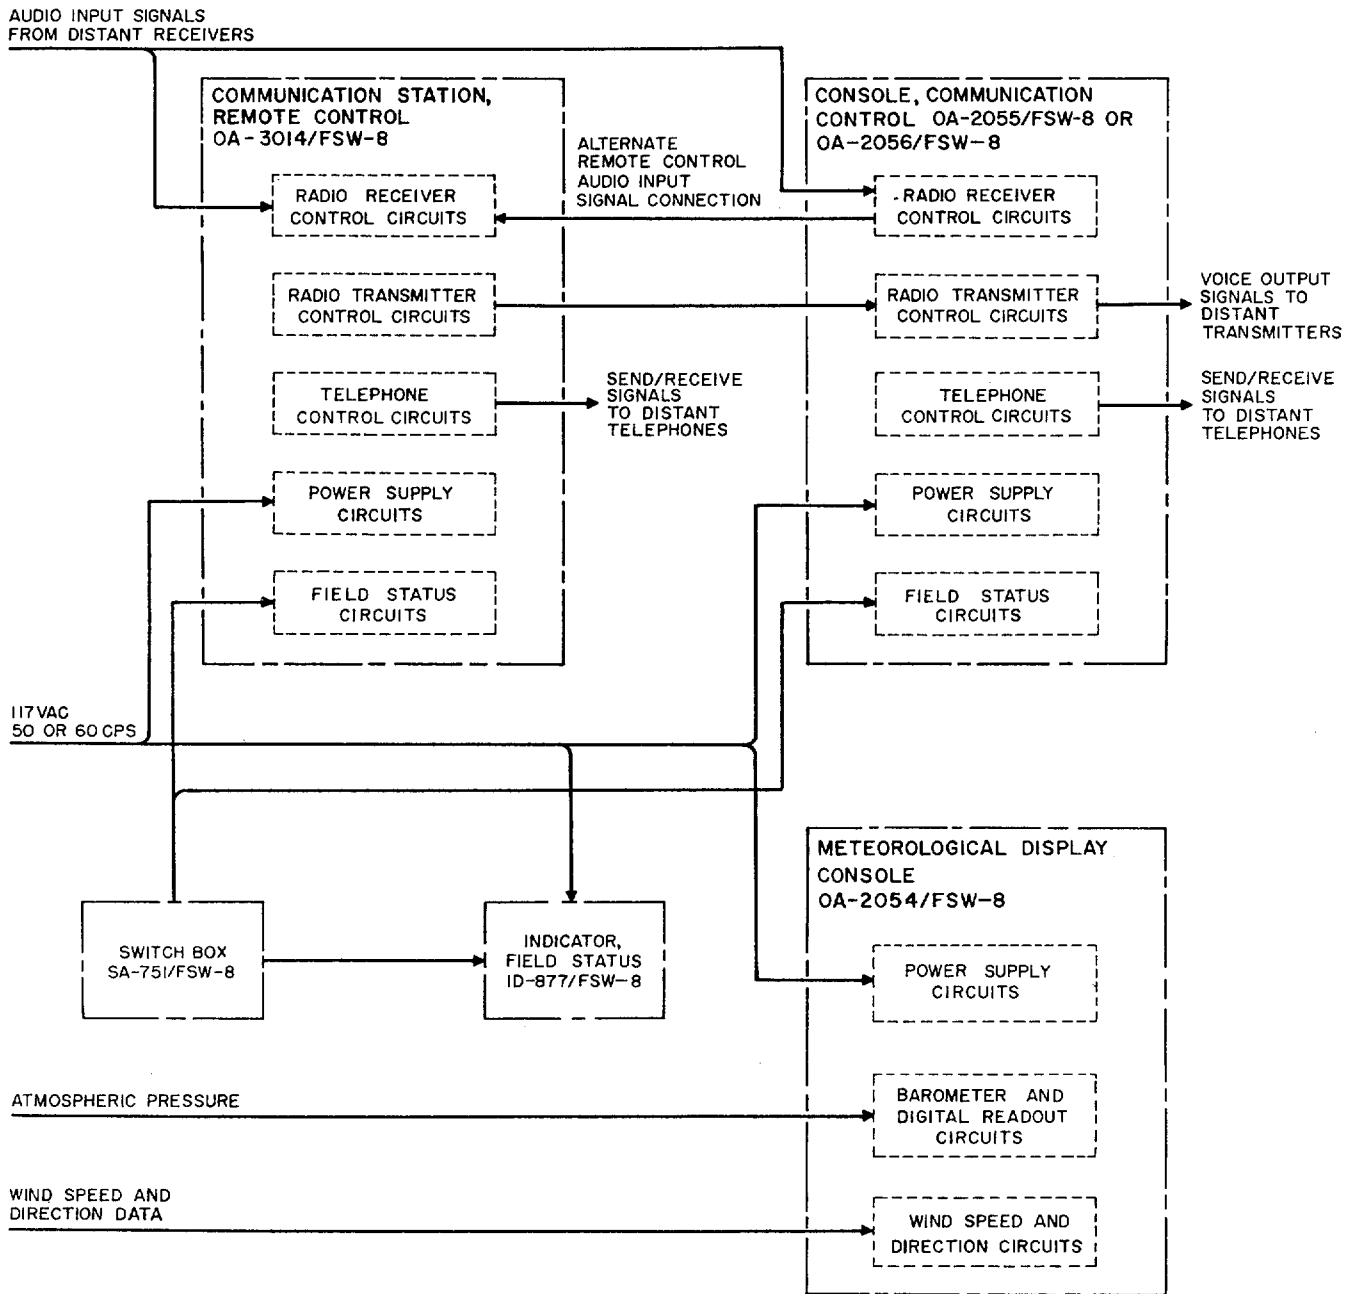 AUDIO INPUT SIGNALS
FROM DISTANT RECEIVERS
COMMUNICATION STATION,
REMOTE CONTROL
OA-3014/FSW-8
RADIO RECEIVER
CONTROL CIRCUITS
RADIO TRANSMITTER
CONTROL CIRCUITS
TELEPHONE
CONTROL CIRCUITS
POWER SUPPLY
CIRCUITS
FIELD STATUS
CIRCUITS
ALTERNATE
REMOTE CONTROL
AUDIO INPUT
SIGNAL CONNECTION
SEND/RECEIVE
SIGNALS
TO DISTANT
TELEPHONES
CONSOLE, COMMUNICATION
CONTROL OA-2055/FSW-8 OR
OA-2056/FSW-8
RADIO RECEIVER
CONTROL CIRCUITS
RADIO TRANSMITTER
CONTROL CIRCUITS
TELEPHONE
CONTROL CIRCUITS
POWER SUPPLY
CIRCUITS
FIELD STATUS
CIRCUITS
VOICE OUTPUT
SIGNALS TO
DISTANT
TRANSMITTERS
SEND/RECEIVE
SIGNALS
TO DISTANT
TELEPHONES
117VAC
50 OR 60 CPS
SWITCH BOX
SA-751/FSW-8
INDICATOR,
FIELD STATUS
ID-877/FSW-8
METEOROLOGICAL DISPLAY
CONSOLE
OA-2054/FSW-8
POWER SUPPLY
CIRCUITS
BAROMETER AND
DIGITAL READOUT
CIRCUITS
WIND SPEED AND
DIRECTION CIRCUITS
ATMOSPHERIC PRESSURE
WIND SPEED AND
DIRECTION DATA